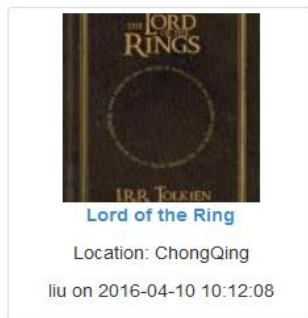 THE LORD
OF THE
RINGS
J.R.R. TOLKIEN
Lord of the Ring
Location: ChongQing
liu on 2016-04-10 10:12:08